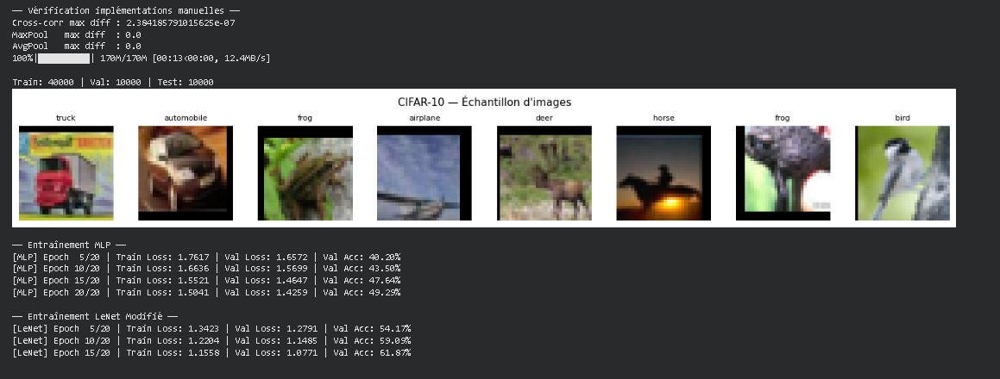 ── Vérification implémentations manuelles ──
Cross-corr max diff : 2.384185791015625e-07
MaxPool   max diff  : 0.0
AvgPool   max diff  : 0.0
100%|██████████| 170M/170M [00:13<00:00, 12.4MB/s]
Train: 40000 | Val: 10000 | Test: 10000
CIFAR-10 — Échantillon d'images
truck automobile frog airplane deer horse frog bird
── Entraînement MLP ──
[MLP] Epoch  5/20 | Train Loss: 1.7617 | Val Loss: 1.6572 | Val Acc: 40.20%
[MLP] Epoch 10/20 | Train Loss: 1.6636 | Val Loss: 1.5699 | Val Acc: 43.50%
[MLP] Epoch 15/20 | Train Loss: 1.5521 | Val Loss: 1.4647 | Val Acc: 47.64%
[MLP] Epoch 20/20 | Train Loss: 1.5041 | Val Loss: 1.4259 | Val Acc: 49.29%
── Entraînement LeNet Modifié ──
[LeNet] Epoch  5/20 | Train Loss: 1.3423 | Val Loss: 1.2791 | Val Acc: 54.17%
[LeNet] Epoch 10/20 | Train Loss: 1.2204 | Val Loss: 1.1485 | Val Acc: 59.09%
[LeNet] Epoch 15/20 | Train Loss: 1.1558 | Val Loss: 1.0771 | Val Acc: 61.87%